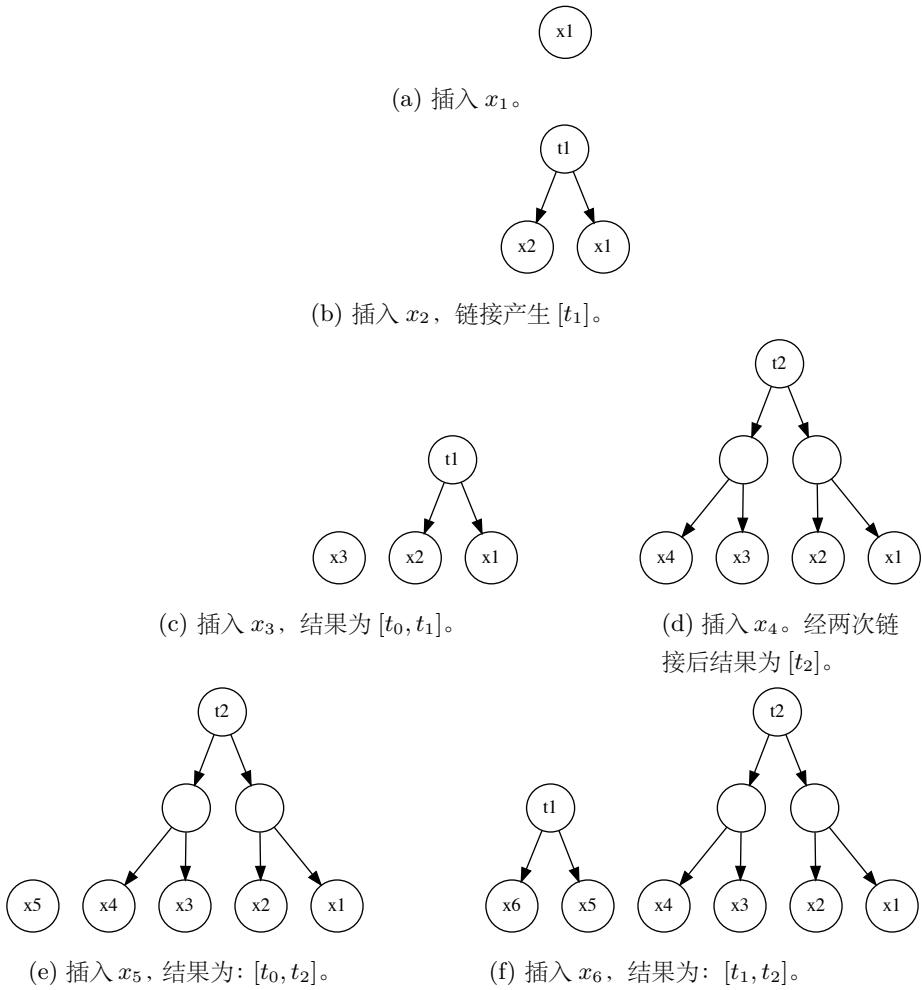 x1
(a) 插入 x₁。
t1
x2 x1
(b) 插入 x₂，链接产生 [t₁]。
t2
t1
x3 x2 x1
x4 x3 x2 x1
(c) 插入 x₃，结果为 [t₀, t₁]。
(d) 插入 x₄。经两次链
接后结果为 [t₂]。
t2
x5 x4 x3 x2 x1
(e) 插入 x₅, 结果为: [t₀, t₂]。
t2
t1
x6 x5 x4 x3 x2 x1
(f) 插入 x₆，结果为：[t₁, t₂]。